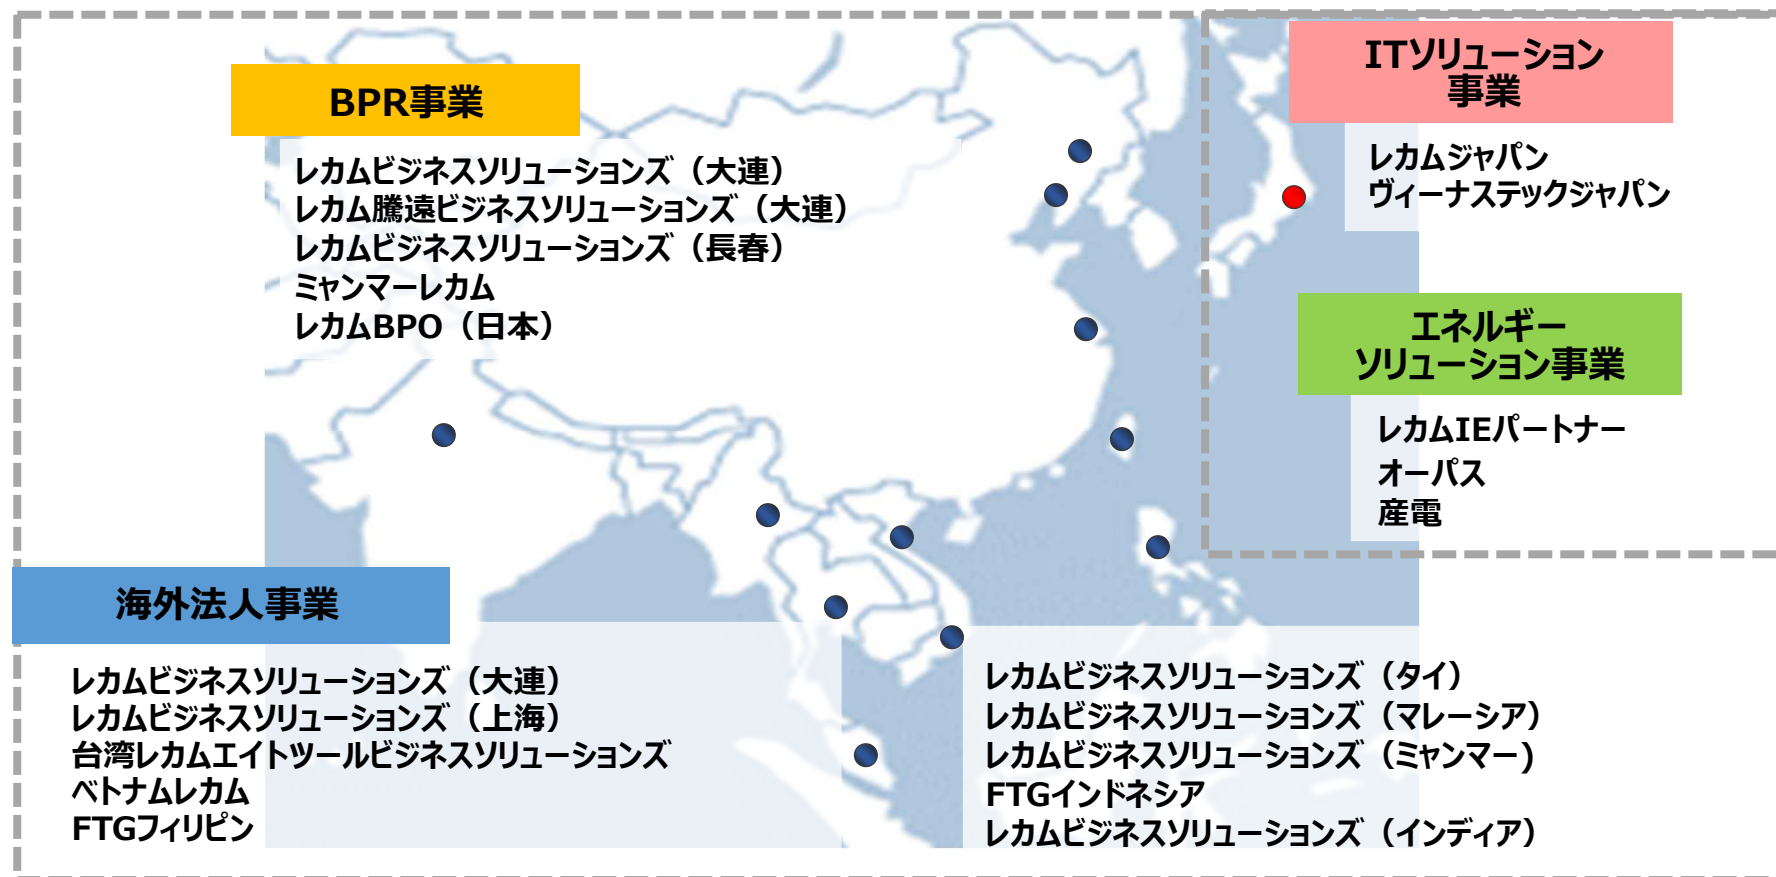 BPR事業
レカムビジネスソリューションズ（大連）
レカム騰遠ビジネスソリューションズ（大連）
レカムビジネスソリューションズ（長春）
ミャンマーレカム
レカムBPO（日本）
ITソリューション
事業
レカムジャパン
ヴィーナステックジャパン
エネルギー
ソリューション事業
レカムIEパートナー
オーパス
産電
海外法人事業
レカムビジネスソリューションズ（大連）
レカムビジネスソリューションズ（上海）
台湾レカムエイトツールビジネスソリューションズ
ベトナムレカム
FTGフィリピン
レカムビジネスソリューションズ（タイ）
レカムビジネスソリューションズ（マレーシア）
レカムビジネスソリューションズ（ミャンマー)
FTGインドネシア
レカムビジネスソリューションズ（インディア）